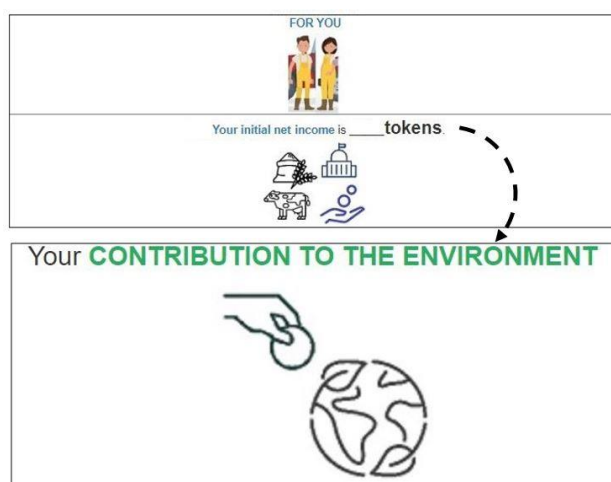 FOR YOU
Your initial net income is _____tokens.
Your CONTRIBUTION TO THE ENVIRONMENT